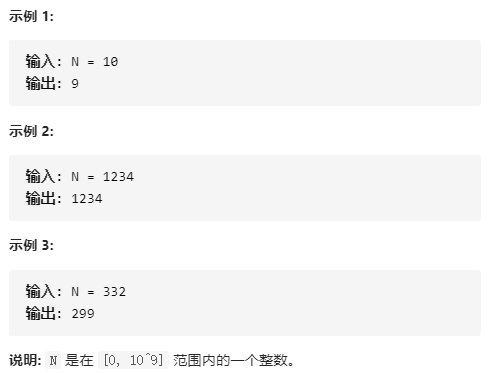 示例 1:
输入: N = 10
输出: 9
示例 2:
输入: N = 1234
输出: 1234
示例 3:
输入: N = 332
输出: 299
说明: N 是在 [0, 10^9] 范围内的一个整数。